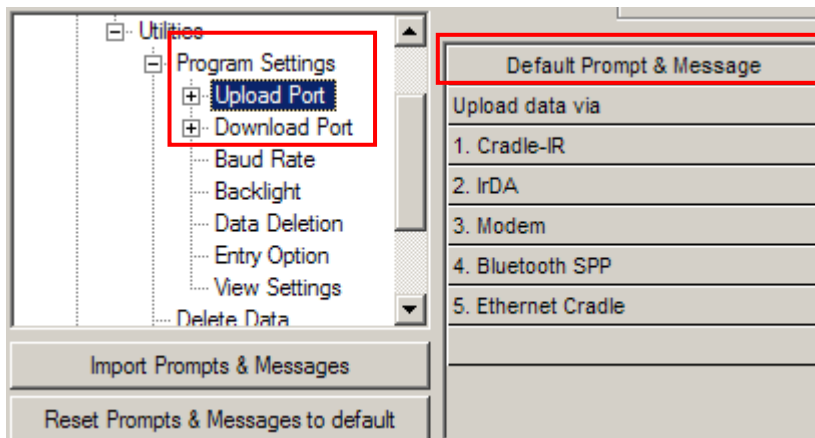 Utilities
Program Settings
Upload Port
Download Port
Baud Rate
Backlight
Data Deletion
Entry Option
View Settings
Delete Data
Import Prompts & Messages
Reset Prompts & Messages to default
Default Prompt & Message
Upload data via
1. Cradle-IR
2. IrDA
3. Modem
4. Bluetooth SPP
5. Ethernet Cradle